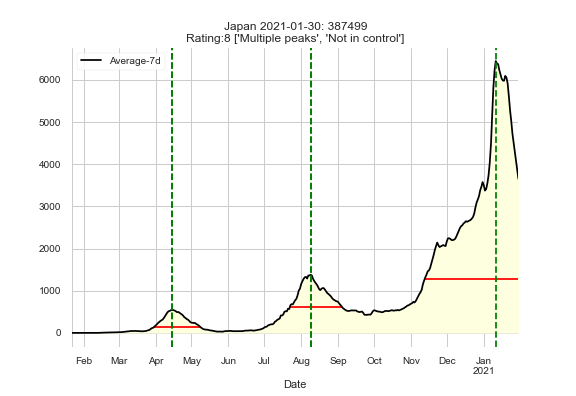 Japan 2021-01-30: 387499
Rating:8 ['Multiple peaks', 'Not in control']
Average-7d
6000
5000
4000
3000
2000
1000
0
Feb Mar Apr May Jun Jul Aug Sep Oct Nov Dec Jan
2021
Date